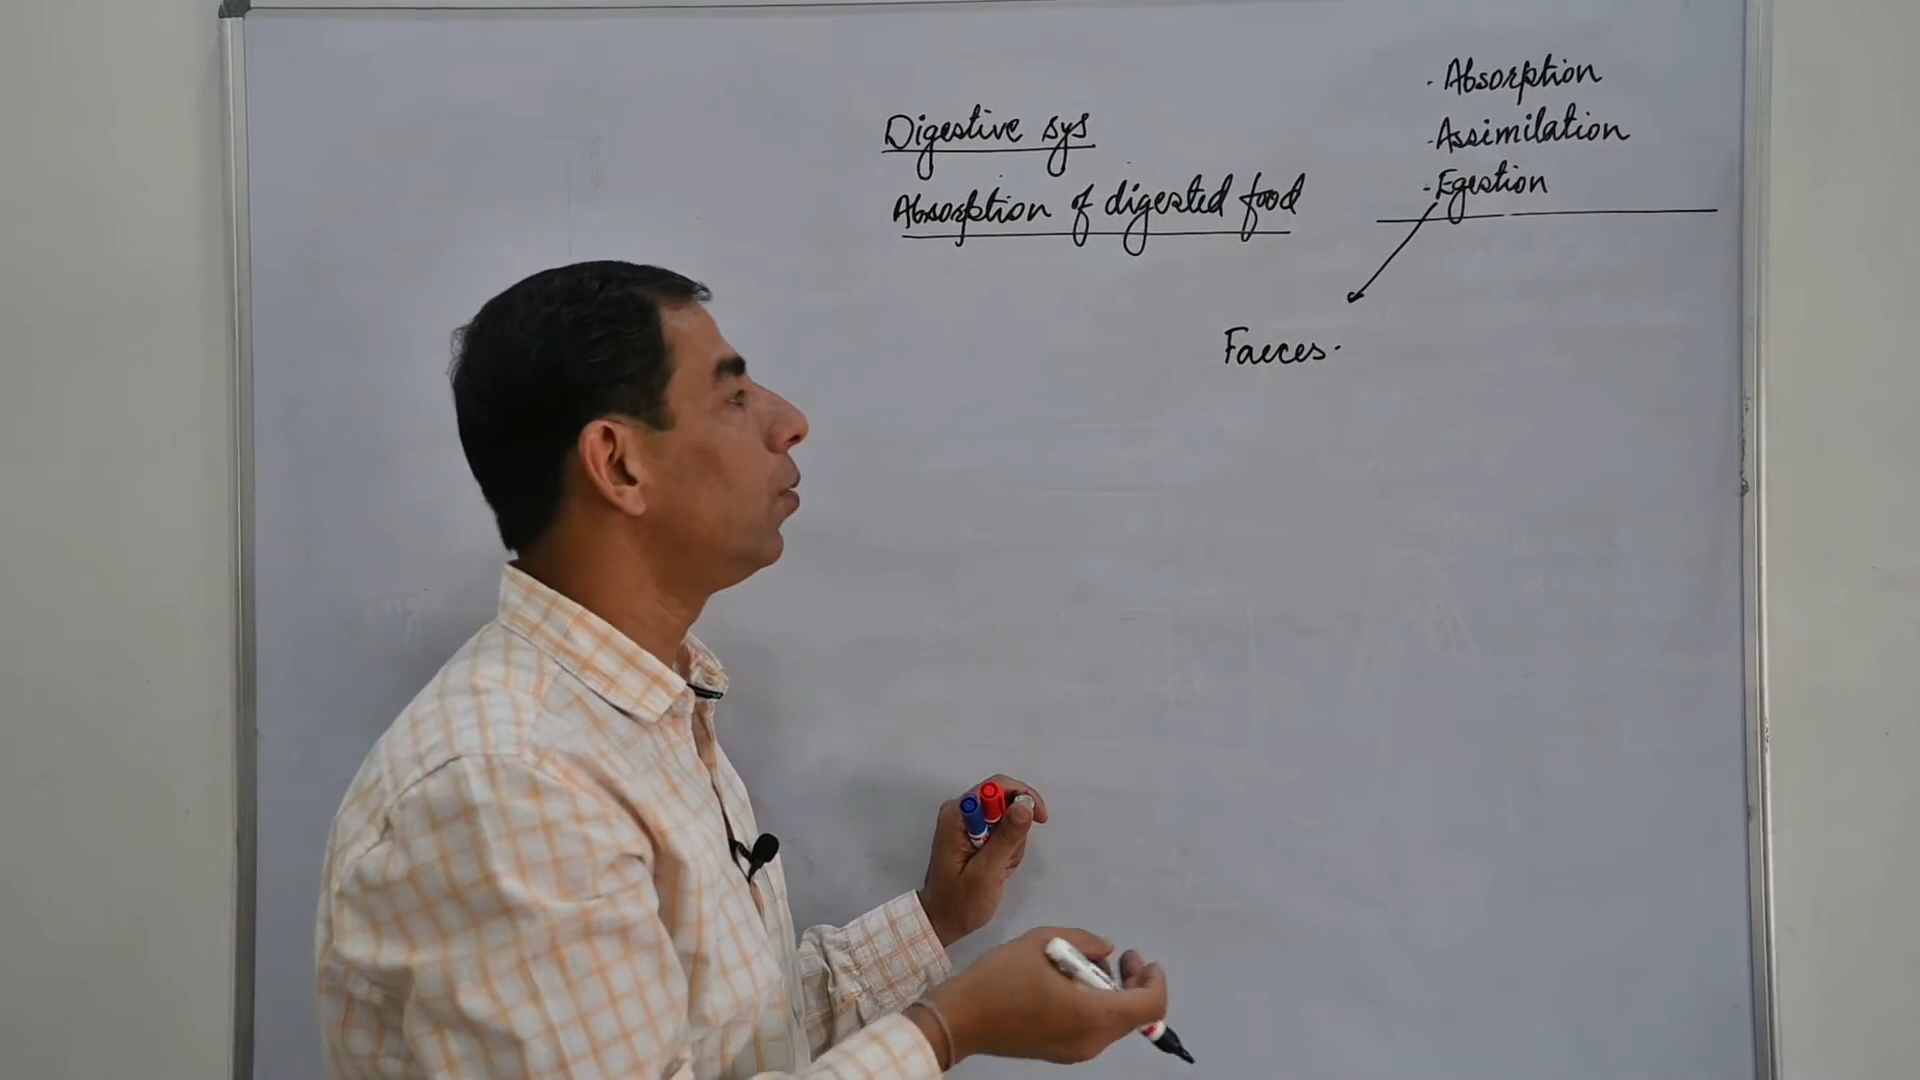 Digestive sys
Absorption of digested food
· Absorption
· Assimilation
· Egestion
Faeces.